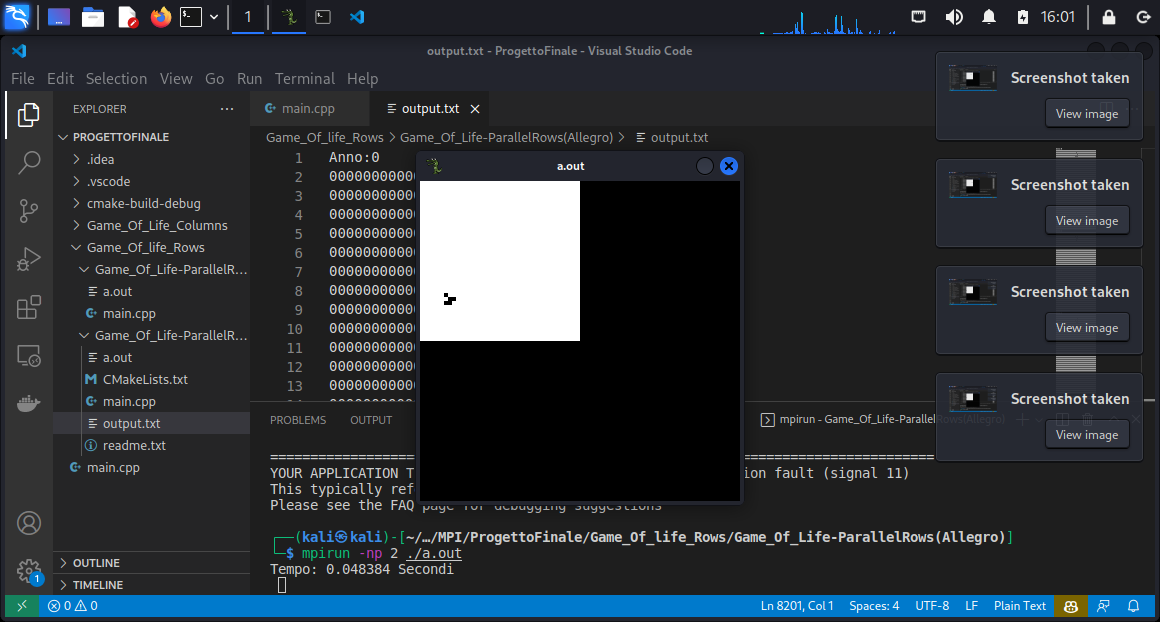 1
16:01
output.txt - ProgettoFinale - Visual Studio Code
File Edit Selection View Go Run Terminal Help
EXPLORER
PROGETTOFINALE
.idea
.vscode
cmake-build-debug
Game_Of_Life_Columns
Game_Of_life_Rows
Game_Of_Life-ParallelR...
a.out
main.cpp
Game_Of_Life-ParallelR...
a.out
CMakeLists.txt
main.cpp
output.txt
readme.txt
main.cpp
OUTLINE
TIMELINE
1
main.cpp
output.txt
Game_Of_life_Rows > Game_Of_Life-ParallelRows(Allegro) > output.txt
1 Anno:0
2 00000000000
3 00000000000
4 00000000000
5 00000000000
6 00000000000
7 00000000000
8 00000000000
9 00000000000
10 00000000000
11 00000000000
12 00000000000
13 00000000000
a.out
Screenshot taken
View image
Screenshot taken
View image
Screenshot taken
View image
Screenshot taken
View image
PROBLEMS OUTPUT
mpirun - Game_Of_Life-ParallelRows(Allegro)
YOUR APPLICATION T
on fault (signal 11)
This typically ref
Please see the FAQ page for debugging suggestions
(kali㉿kali)-[~/…/MPI/ProgettoFinale/Game_Of_life_Rows/Game_Of_Life-ParallelRows(Allegro)]
$ mpirun -np 2 ./a.out
Tempo: 0.048384 Secondi
0 0 Ln 8201, Col 1 Spaces: 4 UTF-8 LF Plain Text